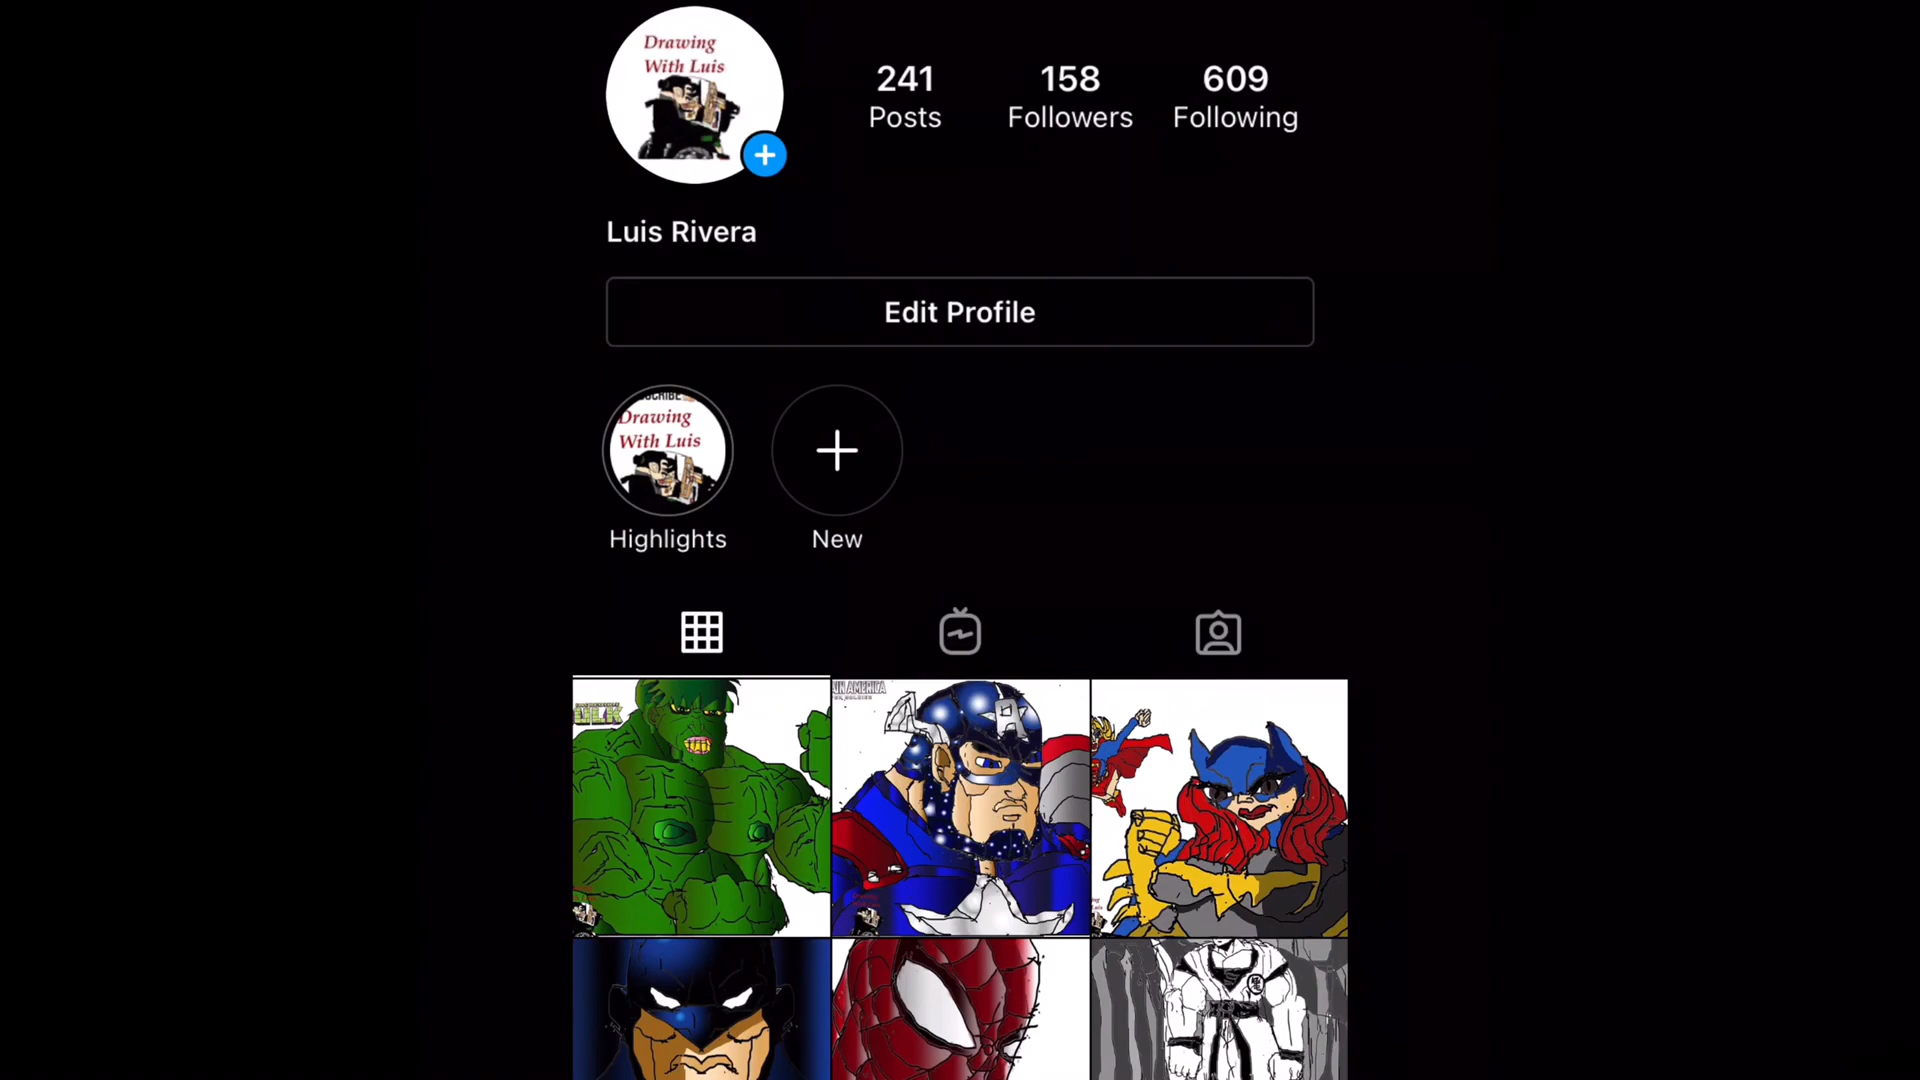 Drawing
With Luis
241
Posts
158
Followers
609
Following
Luis Rivera
Edit Profile
Drawing
With Luis
Highlights
New